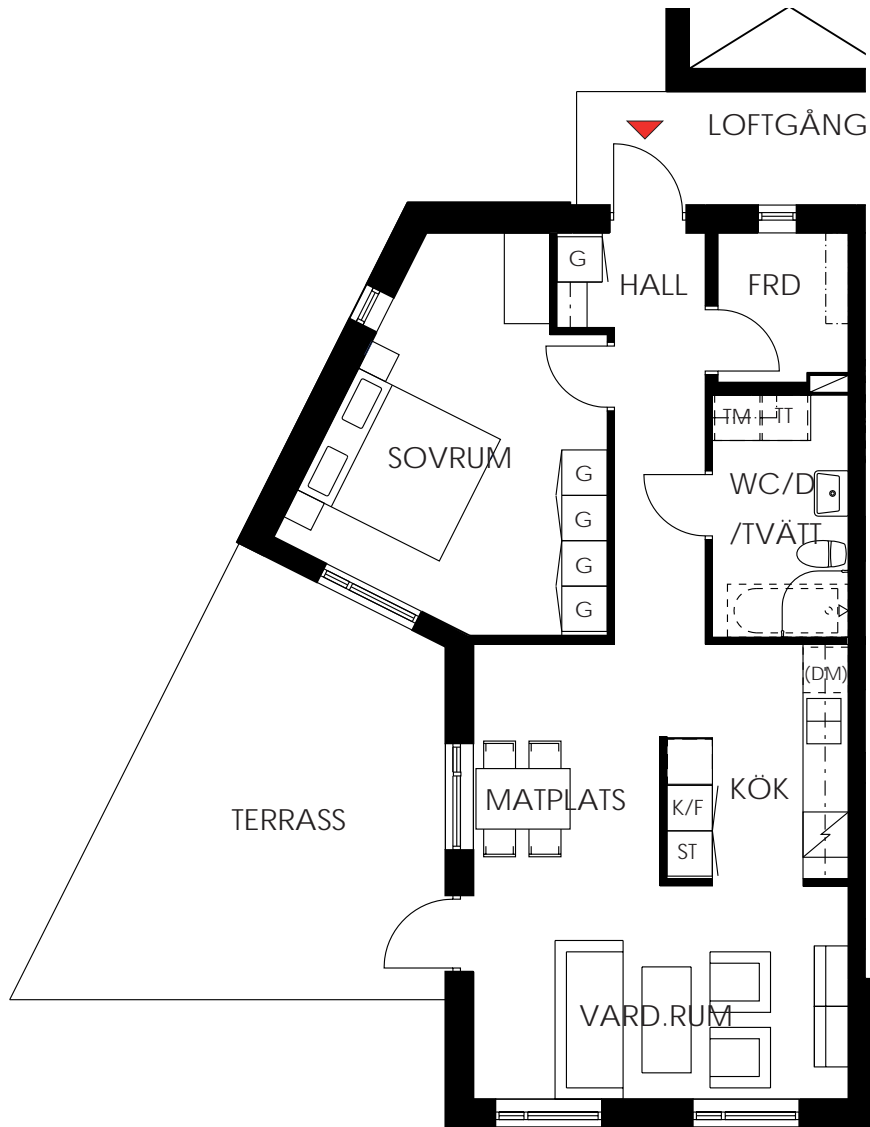 LOFTGÅNG
G
HALL
FRD
TM
TT
SOVRUM
G
G
G
G
WC/D
/TVÄTT
(DM)
MATPLATS
KÖK
K/F
ST
TERRASS
VARD.RUM